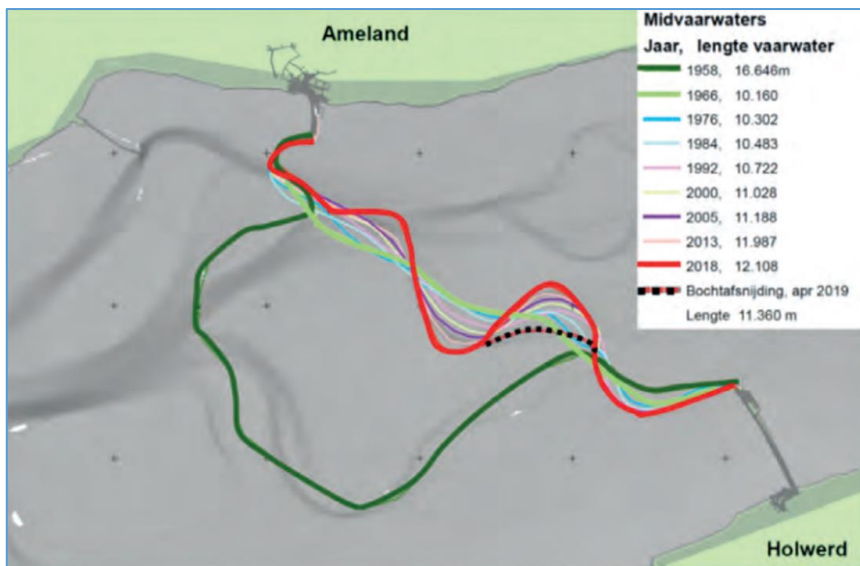 Ameland
Midvaarwaters
Jaar, lengte vaarwater
1958, 16.646m
1966, 10.160
1976, 10.302
1984, 10.483
1992, 10.722
2000, 11.028
2005, 11.188
2013, 11.987
2018, 12.108
Bochtafsnijding, apr 2019
Lengte 11.360 m
Holwerd